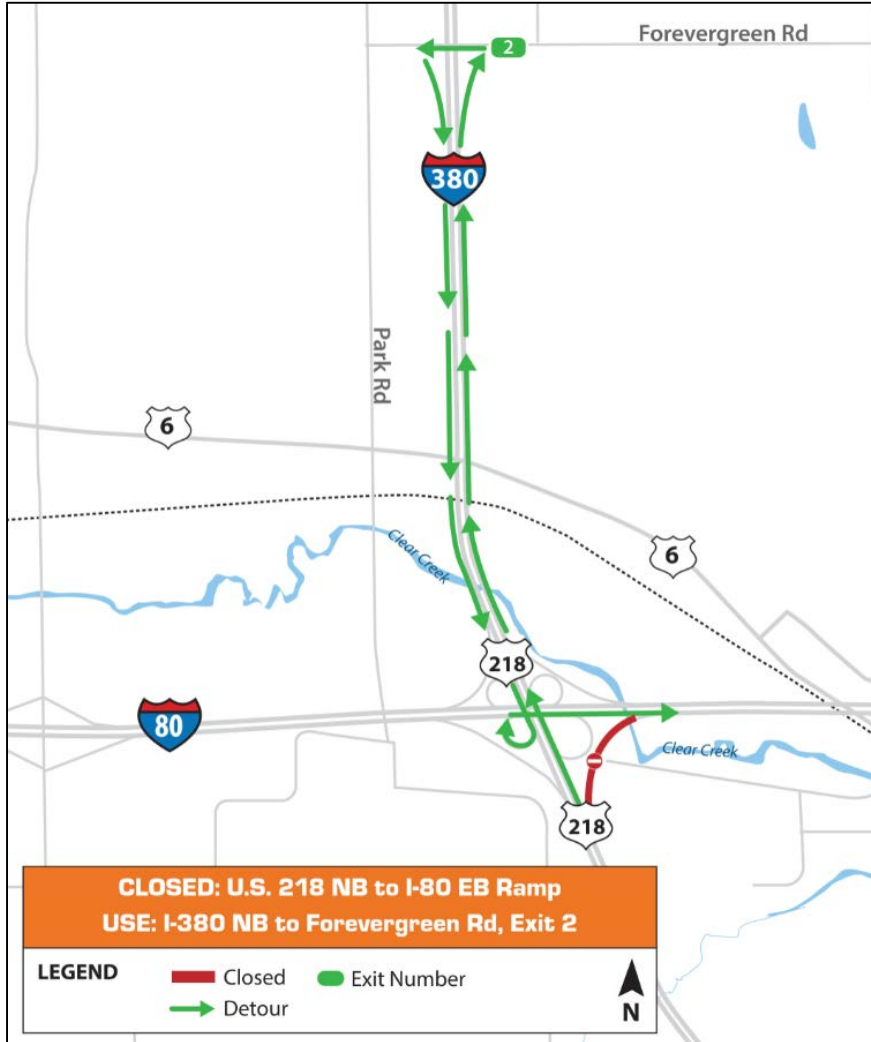 Forevergreen Rd
2
380
Park Rd
6
Clear Creek
6
218
80
Clear Creek
218
CLOSED: U.S. 218 NB to I-80 EB Ramp
USE: I-380 NB to Forevergreen Rd, Exit 2
LEGEND
Closed
Exit Number
Detour
N